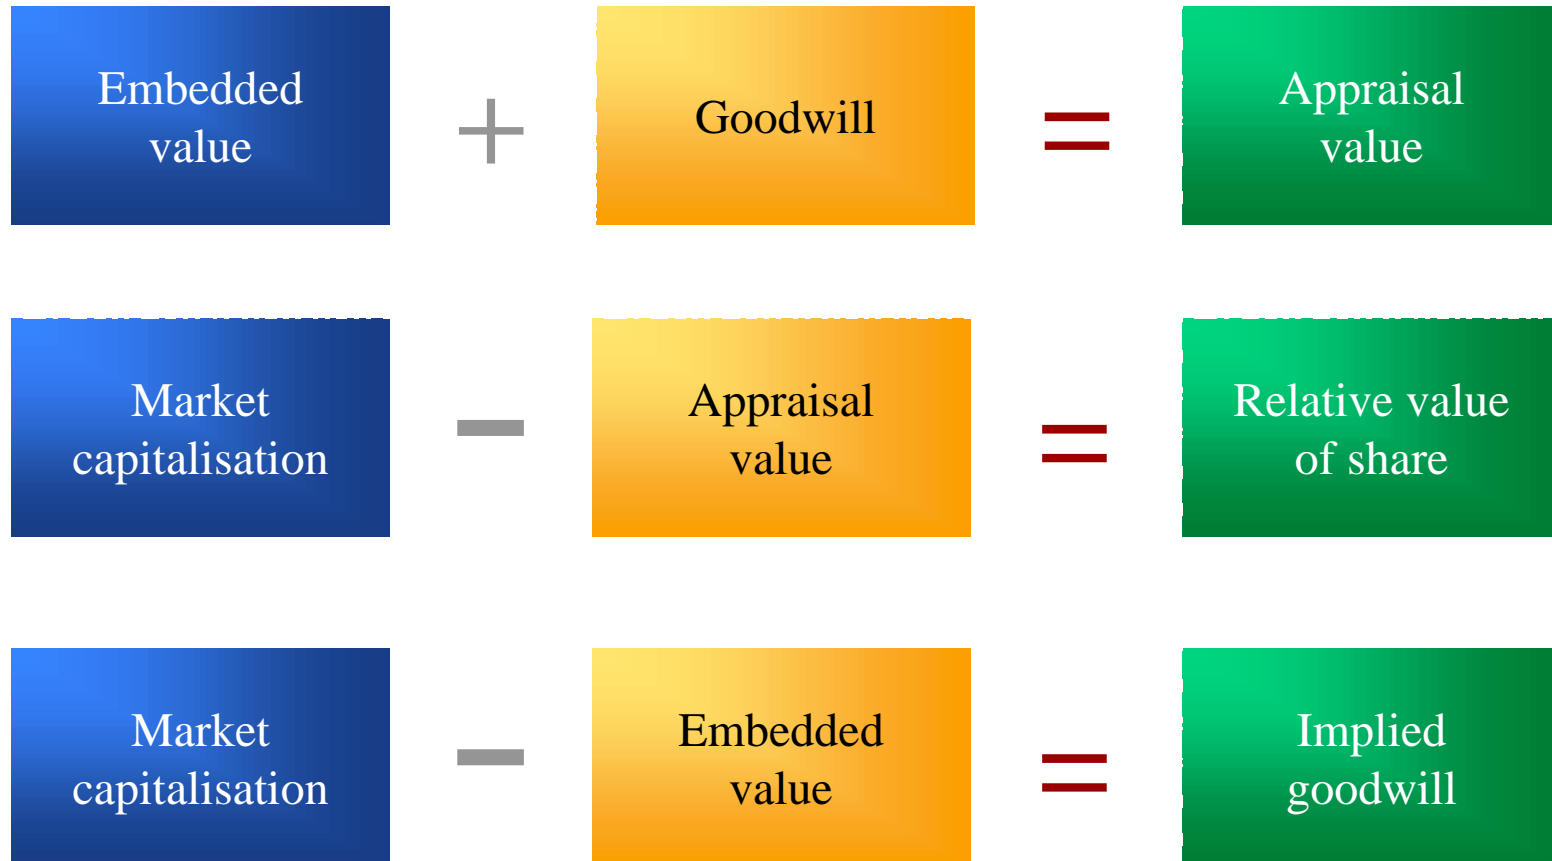 Embedded
value
+
Goodwill
=
Appraisal
value
Market
capitalisation
−
Appraisal
value
=
Relative value
of share
Market
capitalisation
−
Embedded
value
=
Implied
goodwill